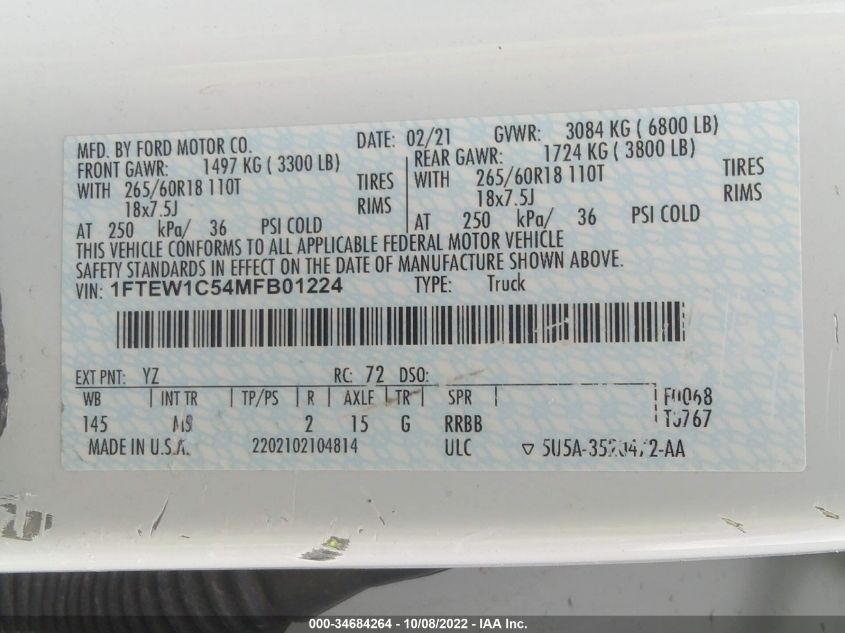 MFD. BY FORD MOTOR CO. DATE: 02/21 GVWR: 3084 KG ( 6800 LB)
FRONT GAWR: 1497 KG ( 3300 LB) REAR GAWR: 1724 KG ( 3800 LB)
WITH 265/60R18 110T TIRES WITH 265/60R18 110T TIRES
18x7.5J RIMS 18x7.5J RIMS
AT 250 kPa/ 36 PSI COLD AT 250 kPa/ 36 PSI COLD
THIS VEHICLE CONFORMS TO ALL APPLICABLE FEDERAL MOTOR VEHICLE
SAFETY STANDARDS IN EFFECT ON THE DATE OF MANUFACTURE SHOWN ABOVE.
VIN: 1FTEW1C54MFB01224 TYPE: Truck
EXT PNT: YZ RC: 72 DSO:
WB INT TR TP/PS R AXLE TR SPR F0068
145 2 15 G RRBB T0767
MADE IN U.S.A. 2202102104814 ULC
000-34684264 - 10/08/2022 - IAA Inc.